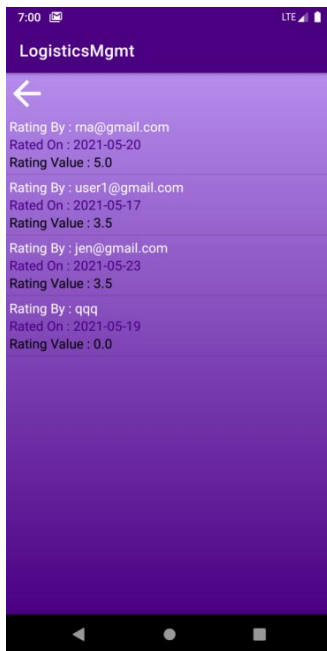 7:00 LTE
LogisticsMgmt
Rating By : rna@gmail.com
Rated On : 2021-05-20
Rating Value : 5.0
Rating By : user1@gmail.com
Rated On : 2021-05-17
Rating Value : 3.5
Rating By : jen@gmail.com
Rated On : 2021-05-23
Rating Value : 3.5
Rating By : qqq
Rated On : 2021-05-19
Rating Value : 0.0